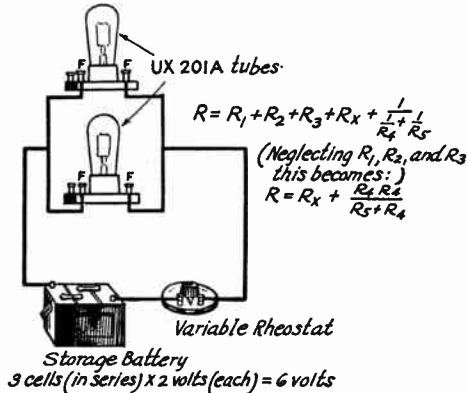 F F
UX 201A tubes.
F F
R = R₁ + R₂ + R₃ + Rx + 1/(1/R₄ + 1/R₅)
(Neglecting R₁, R₂, and R₃
this becomes:)
R = Rx + R₄ R₄/(R₅ + R₄)
Variable Rheostat
Storage Battery
3 cells (in series) X 2 volts (each) = 6 volts